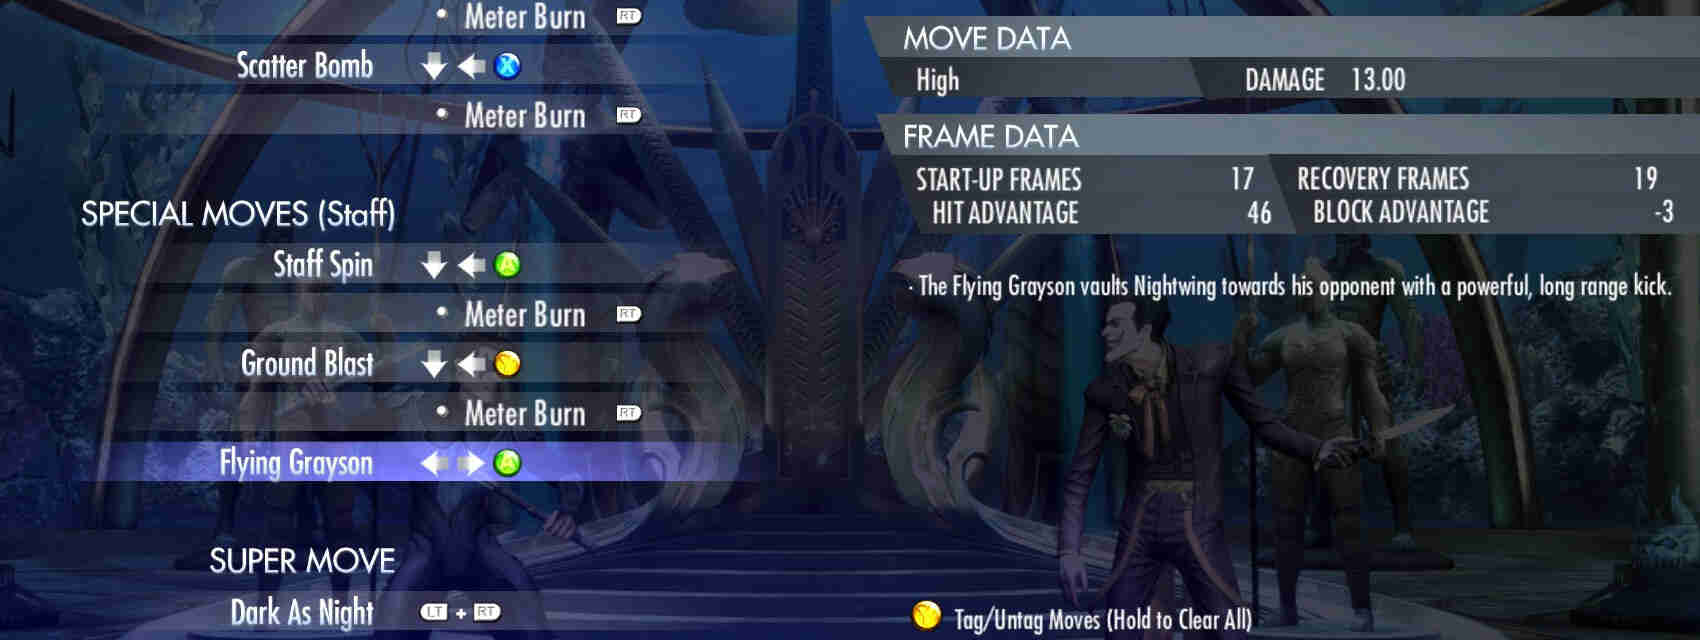 Meter Burn RT
Scatter Bomb X
Meter Burn RT
SPECIAL MOVES (Staff)
Staff Spin A
Meter Burn RT
Ground Blast Y
Meter Burn RT
Flying Grayson A
SUPER MOVE
Dark As Night LT + RT
MOVE DATA
High DAMAGE 13.00
FRAME DATA
START-UP FRAMES 17 RECOVERY FRAMES 19
HIT ADVANTAGE 46 BLOCK ADVANTAGE -3
· The Flying Grayson vaults Nightwing towards his opponent with a powerful, long range kick.
Y Tag/Untag Moves (Hold to Clear All)